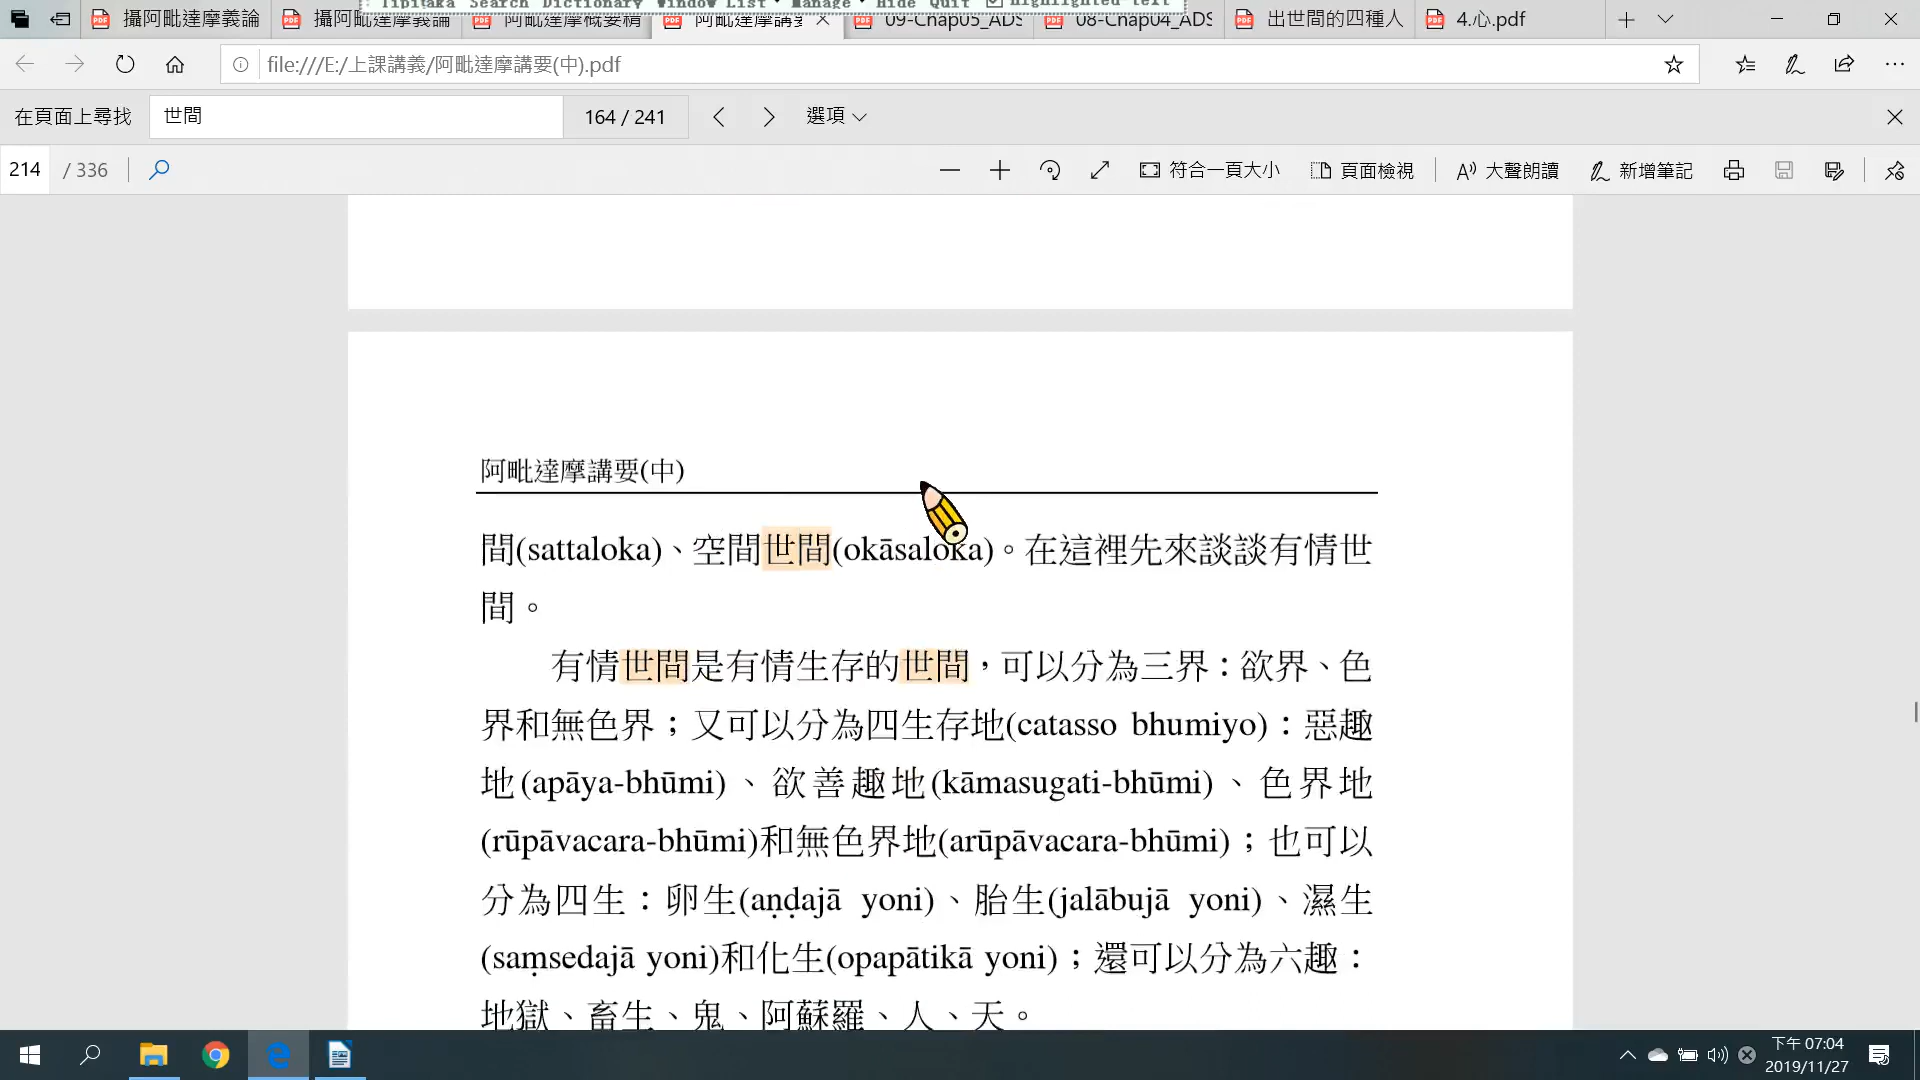 Tipiṭaka Search Dictionary Window List Manage Hide Quit
攝阿毗達摩義論
攝阿毗達摩義論
阿毗達摩概要精
阿毗達摩講要
09-Chap05_ADS
08-Chap04_ADS
出世間的四種人
4.心.pdf
file:///E:/上課講義/阿毗達摩講要(中).pdf
在頁面上尋找
世間
164 / 241
選項
214 / 336
符合一頁大小
頁面檢視
大聲朗讀
新增筆記
阿毗達摩講要(中)
間(sattaloka)、空間世間(okāsaloka)。在這裡先來談談有情世
間。
有情世間是有情生存的世間，可以分為三界：欲界、色
界和無色界；又可以分為四生存地(catasso bhumiyo)：惡趣
地(apāya-bhūmi)、欲善趣地(kāmasugati-bhūmi)、色界地
(rūpāvacara-bhūmi)和無色界地(arūpāvacara-bhūmi)；也可以
分為四生：卵生(aṇḍajā yoni)、胎生(jalābujā yoni)、濕生
(saṃsedajā yoni)和化生(opapātikā yoni)；還可以分為六趣：
地獄、畜生、鬼、阿蘇羅、人、天。
下午 07:04
2019/11/27